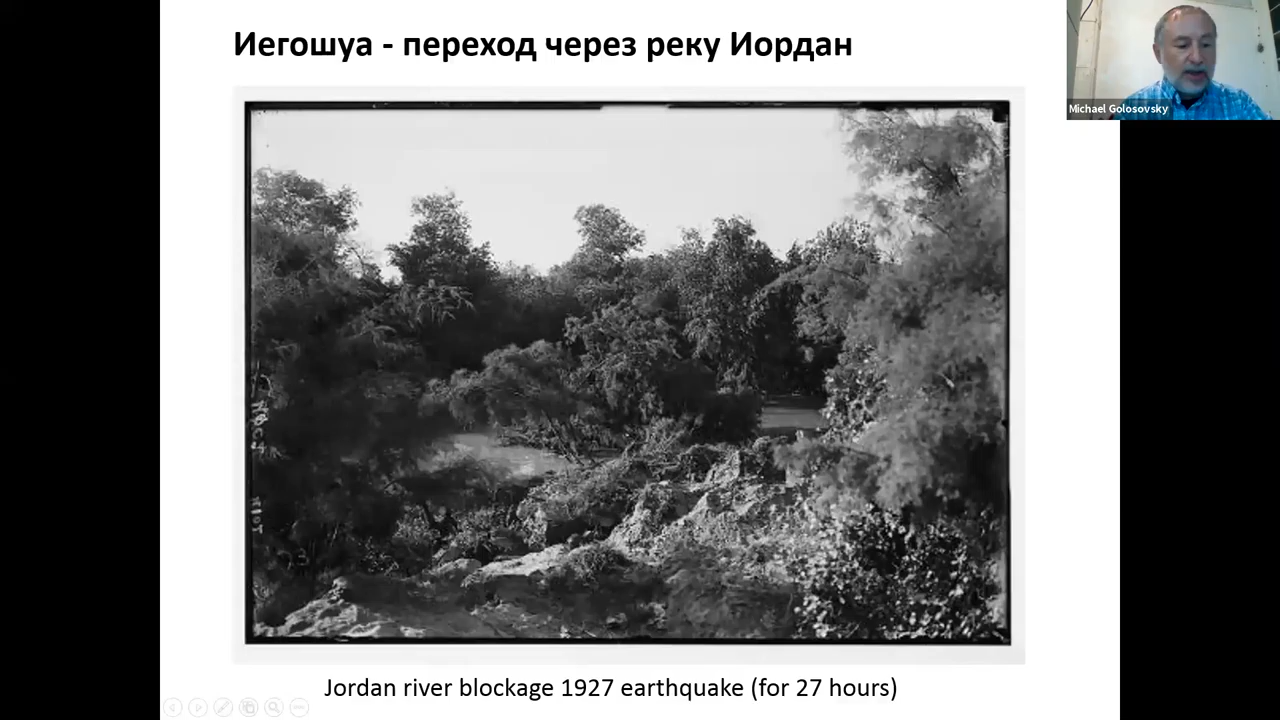 Иегошуа - переход через реку Иордан
Michael Golosovsky
Jordan river blockage 1927 earthquake (for 27 hours)